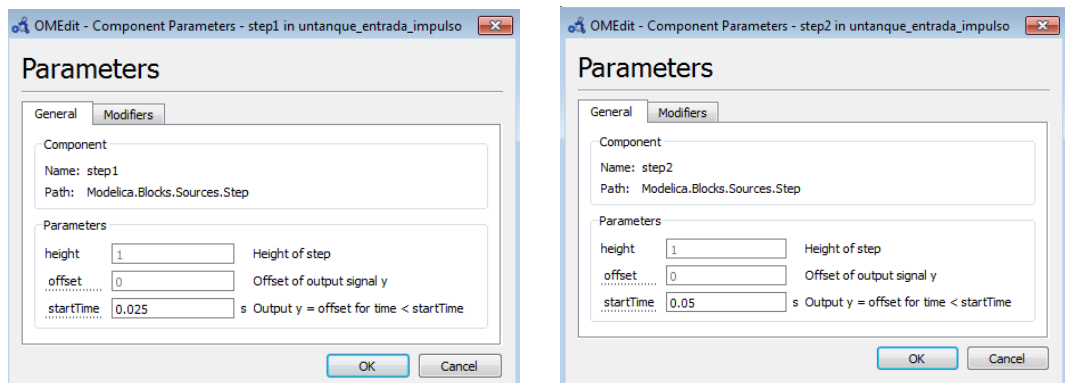 OMEdit - Component Parameters - step1 in untanque_entrada_impulso
Parameters
General Modifiers
Component
Name: step1
Path: Modelica.Blocks.Sources.Step
Parameters
height 1 Height of step
offset 0 Offset of output signal y
startTime 0.025 s Output y = offset for time < startTime
OK Cancel
OMEdit - Component Parameters - step2 in untanque_entrada_impulso
Parameters
General Modifiers
Component
Name: step2
Path: Modelica.Blocks.Sources.Step
Parameters
height 1 Height of step
offset 0 Offset of output signal y
startTime 0.05 s Output y = offset for time < startTime
OK Cancel